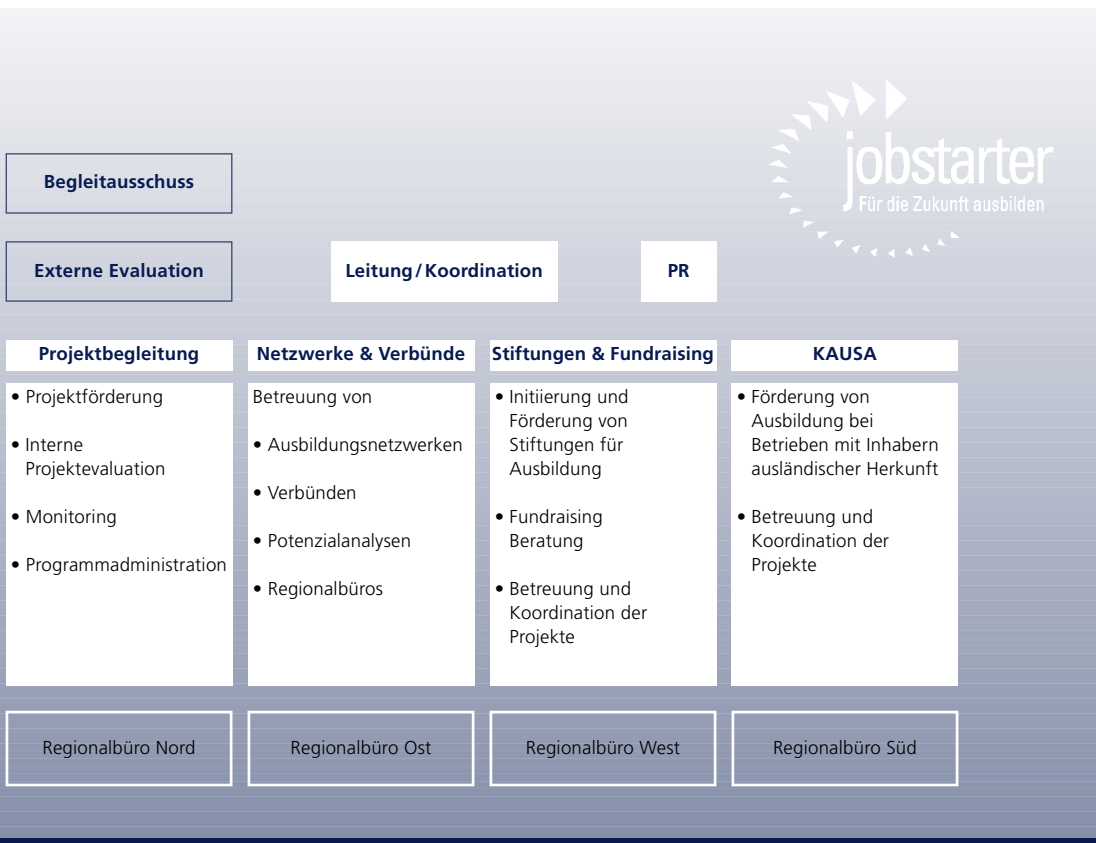 jobstarter
Für die Zukunft ausbilden
Begleitausschuss
Externe Evaluation
Leitung/Koordination
PR
Projektbegleitung
• Projektförderung
• Interne
Projektevaluation
• Monitoring
• Programmadministration
Netzwerke & Verbünde
Betreuung von
• Ausbildungsnetzwerken
• Verbünden
• Potenzialanalysen
• Regionalbüros
Stiftungen & Fundraising
• Initiierung und
Förderung von
Stiftungen für
Ausbildung
• Fundraising
Beratung
• Betreuung und
Koordination der
Projekte
KAUSA
• Förderung von
Ausbildung bei
Betrieben mit Inhabern
ausländischer Herkunft
• Betreuung und
Koordination der
Projekte
Regionalbüro Nord
Regionalbüro Ost
Regionalbüro West
Regionalbüro Süd